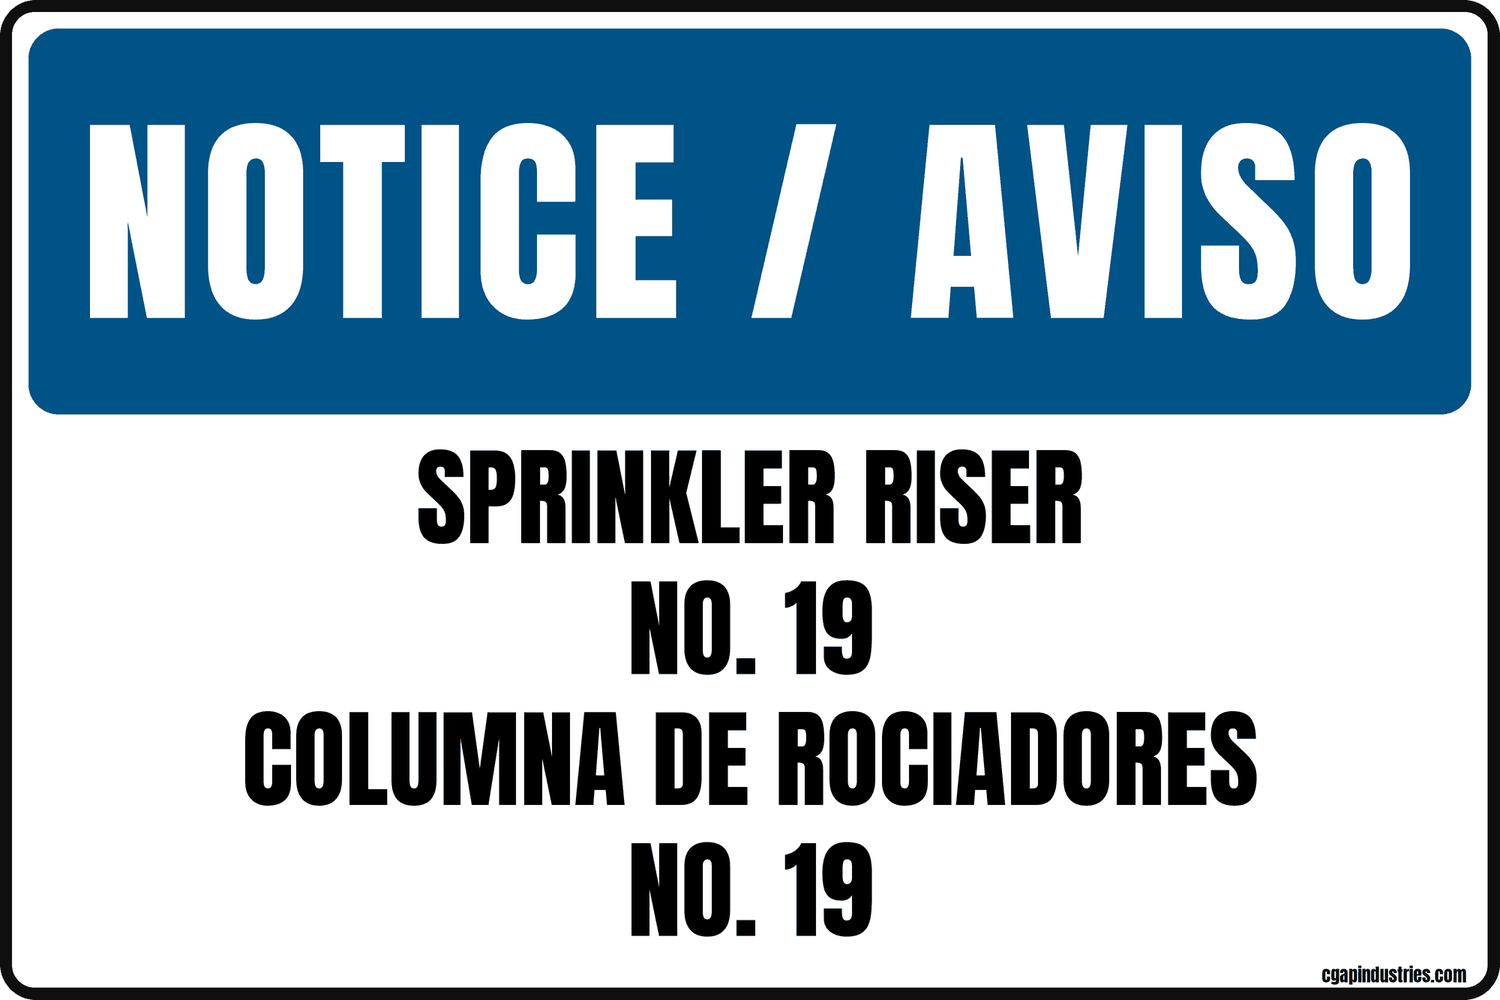 NOTICE / AVISO
SPRINKLER RISER
NO. 19
COLUMNA DE ROCIADORES
NO. 19
cgapindustries.com